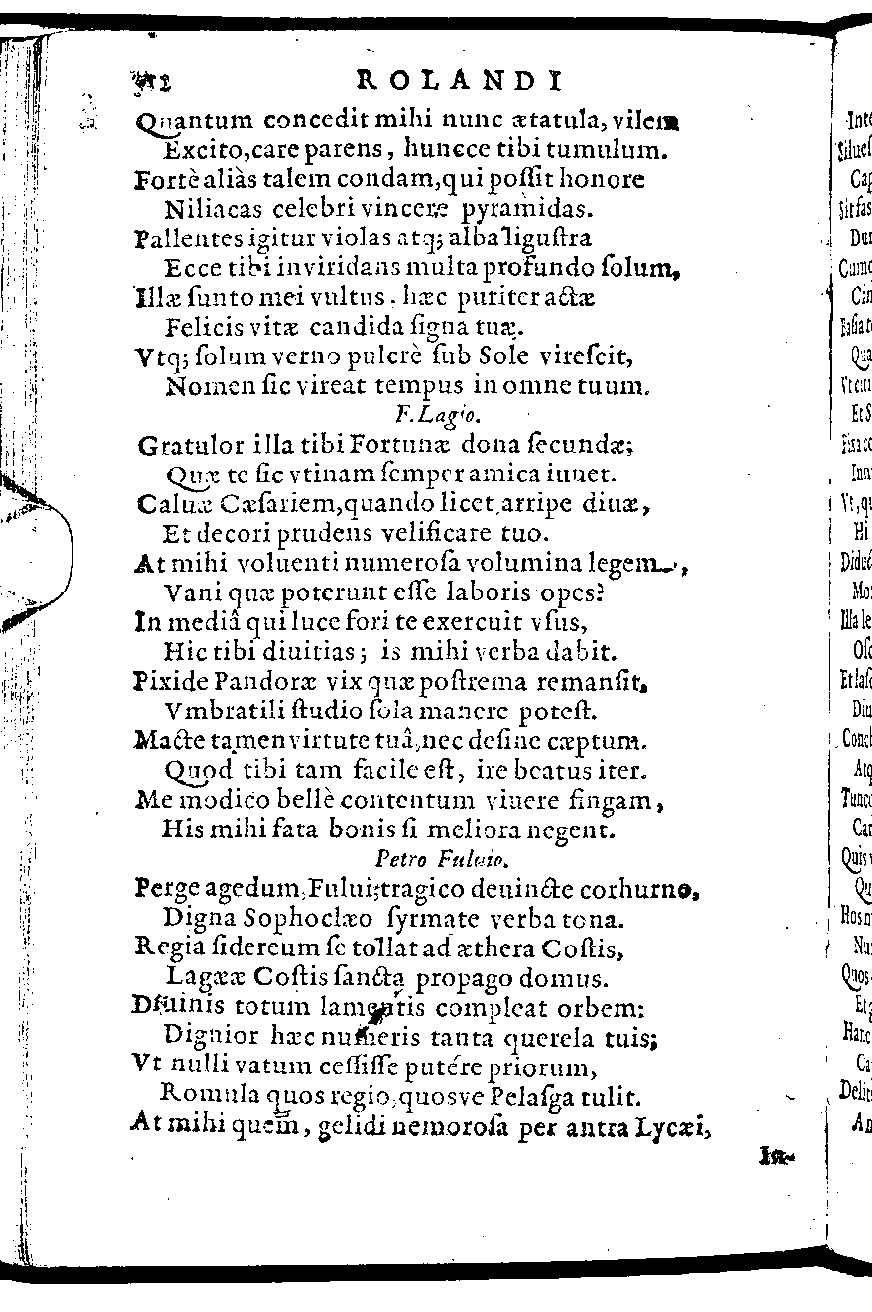 12 ROLANDI
Quantum concedit mihi nunc ætatula, vilem
Excito, care parens, huncce tibi tumulum.
Fortè aliàs talem condam, qui poſſit honore
Niliacas celebri vincere pyramidas.
Pallentes igitur violas atq; alba liguſtra
Ecce tibi inviridans multa profundo ſolum,
Illæ ſunto mei vultus. hæc puriter actæ
Felicis vitæ candida ſigna tuæ.
Vtq; ſolum verno pulcrè ſub Sole vireſcit,
Nomen ſic vireat tempus in omne tuum.
F. Lagio.
Gratulor illa tibi Fortunæ dona ſecundæ;
Quæ te ſic vtinam ſemper amica iuuet.
Caluæ Cæſariem, quando licet, arripe diuæ,
Et decori prudens velificare tuo.
At mihi voluenti numeroſa volumina legem,
Vani quæ poterunt eſſe laboris opes?
In mediâ qui luce fori te exercuit vſus,
Hic tibi diuitias; is mihi verba dabit.
Pixide Pandoræ vix quæ poſtrema remanſit,
Vmbratili ſtudio ſola manere poteſt.
Macte tamen virtute tuâ, nec deſine cæptum.
Quod tibi tam facile eſt, ire beatus iter.
Me modico bellè contentum viuere fingam,
His mihi fata bonis ſi meliora negent.
Petro Fuluio.
Perge agedum, Fului; tragico deuincte corhurno,
Digna Sophoclæo ſyrmate verba tona.
Regia ſidereum ſe tollat ad æthera Coſtis,
Lagææ Coſtis ſancta propago domus.
Diuinis totum lamentis compleat orbem:
Dignior hæc numeris tanta querela tuis;
Vt nulli vatum ceſſiſſe putére priorum,
Romula quos regio, quosve Pelaſga tulit.
At mihi quem, gelidi nemoroſa per antra Lycæi,
In-